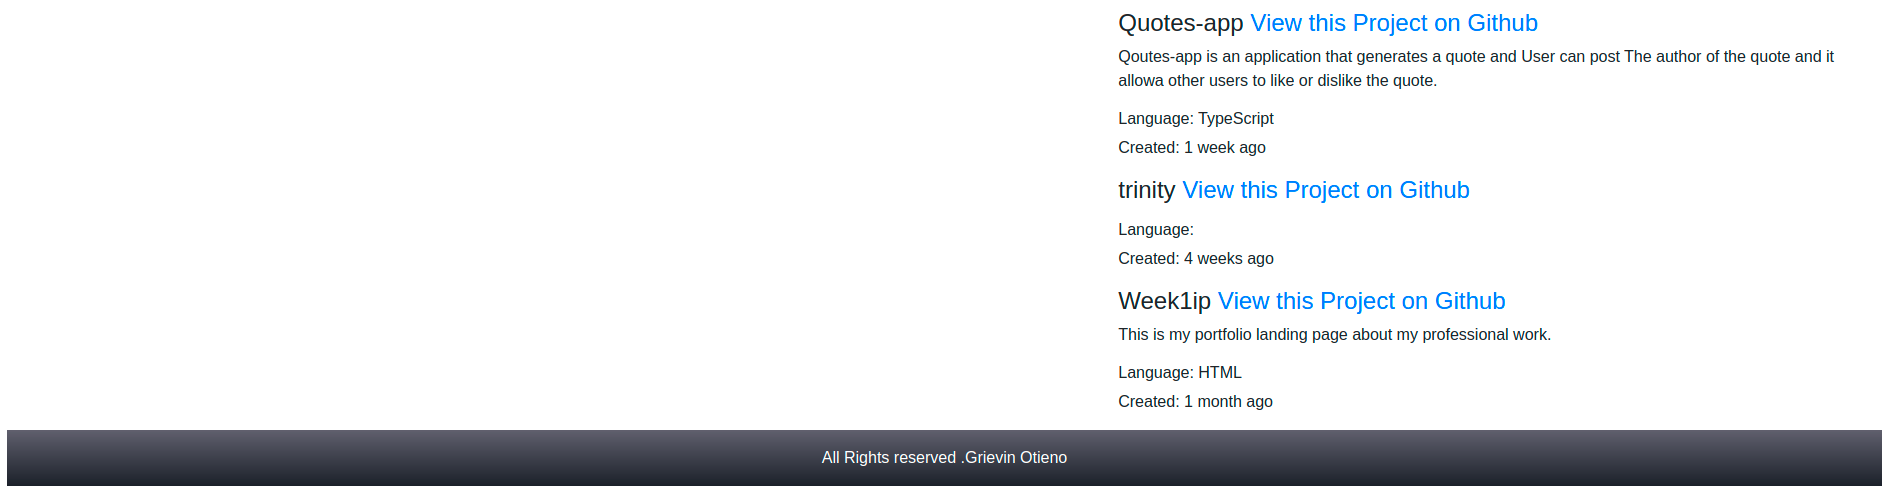 Quotes-app View this Project on Github
Qoutes-app is an application that generates a quote and User can post The author of the quote and it
allowa other users to like or dislike the quote.
Language: TypeScript
Created: 1 week ago
trinity View this Project on Github
Language:
Created: 4 weeks ago
Week1ip View this Project on Github
This is my portfolio landing page about my professional work.
Language: HTML
Created: 1 month ago
All Rights reserved .Grievin Otieno